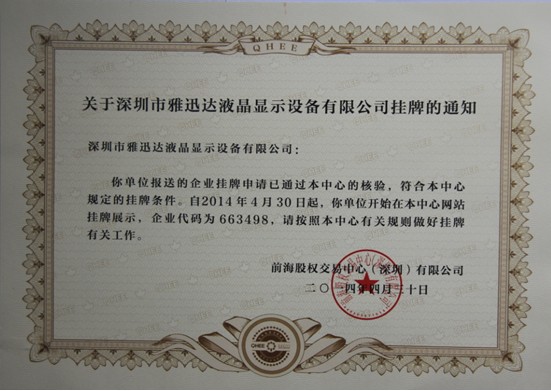 QHEE
关于深圳市雅迅达液晶显示设备有限公司挂牌的通知
深圳市雅迅达液晶显示设备有限公司：
你单位报送的企业挂牌申请已通过本中心的核验，符合本中心
规定的挂牌条件。自2014年4月30日起，你单位开始在本中心网站
挂牌展示，企业代码为663498，请按照本中心有关规则做好挂牌
有关工作。
前海股权交易中心（深圳）有限公司
二〇一四年四月三十日
QHEE